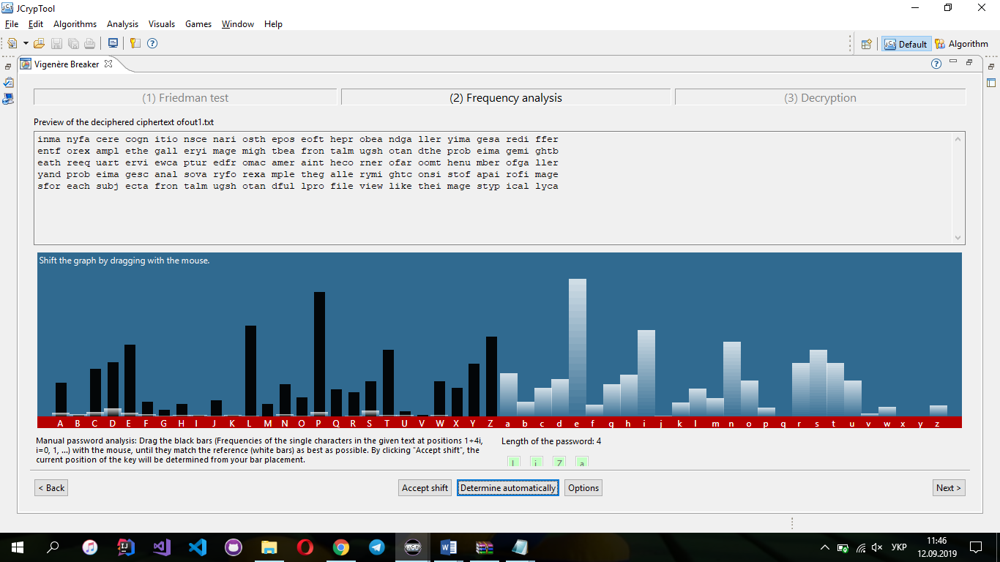 JCrypTool
File Edit Algorithms Analysis Visuals Games Window Help
Default Algorithm
Vigenère Breaker
(1) Friedman test (2) Frequency analysis (3) Decryption
Preview of the deciphered ciphertext ofout1.txt
inma nyfa cere cogn itio nsce nari osth epos eoft hepr obea ndga ller yima gesa redi ffer
entf orex ampl ethe gall eryi mage migh tbea fron talm ugsh otan dthe prob eima gemi ghtb
eath reeq uart ervi ewca ptur edfr omac amer aint heco rner ofar oomt henu mber ofga ller
yand prob eima gesc anal sova ryfo rexa mple theg alle rymi ghtc onsi stof apai rofi mage
sfor each subj ecta fron talm ugsh otan dful lpro file view like thei mage styp ical lyca
Shift the graph by dragging with the mouse.
A B C D E F G H I J K L M N O P Q R S T U V W X Y Z a b c d e f g h i j k l m n o p q r s t u v w x y z
Manual password analysis: Drag the black bars (Frequencies of the single characters in the given text at positions 1+4i,
i=0, 1, ...) with the mouse, until they match the reference (white bars) as best as possible. By clicking "Accept shift", the
current position of the key will be determined from your bar placement.
Length of the password: 4
< Back Accept shift Determine automatically Options Next >
УКР
11:46
12.09.2019